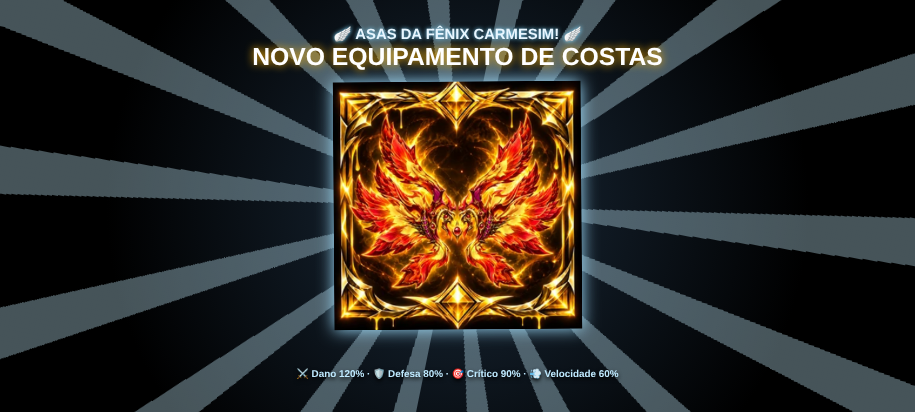 🪽 ASAS DA FÊNIX CARMESIM! 🪽
NOVO EQUIPAMENTO DE COSTAS
⚔️ Dano 120% · 🛡️ Defesa 80% · 🎯 Crítico 90% · 💨 Velocidade 60%